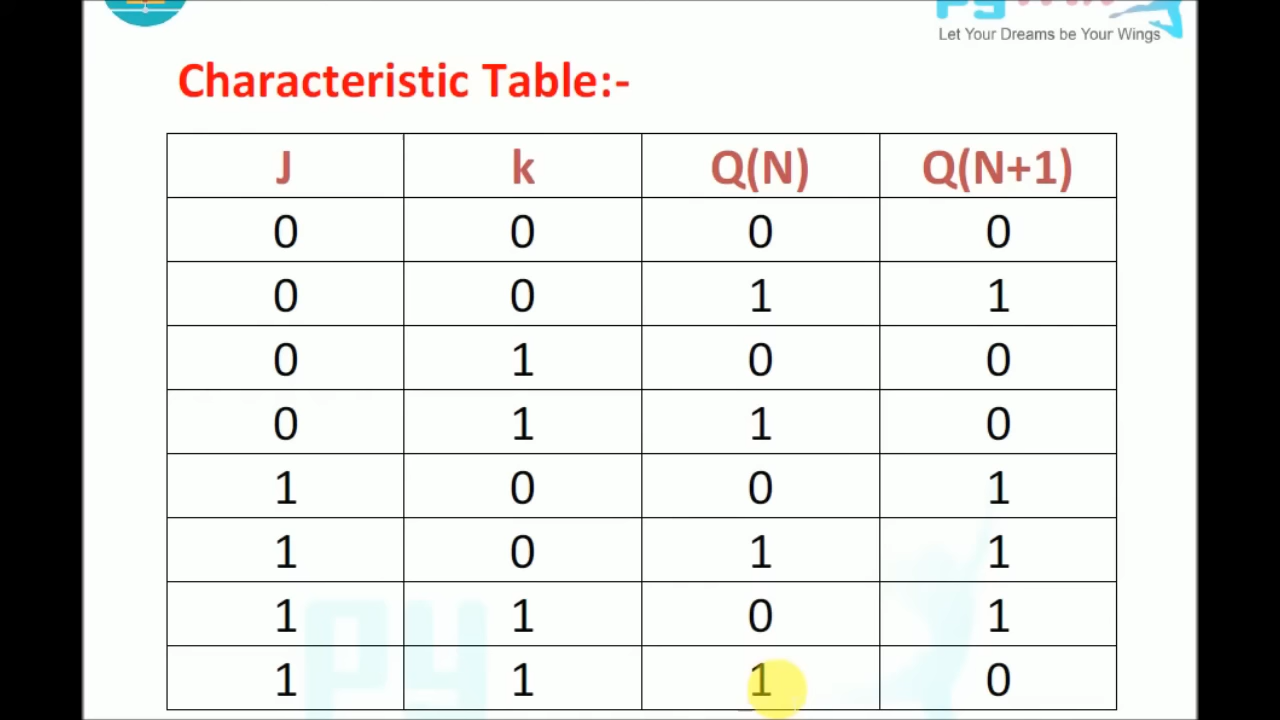 Let Your Dreams be Your Wings
Characteristic Table:-
J k Q(N) Q(N+1)
0 0 0 0
0 0 1 1
0 1 0 0
0 1 1 0
1 0 0 1
1 0 1 1
1 1 0 1
1 1 1 0